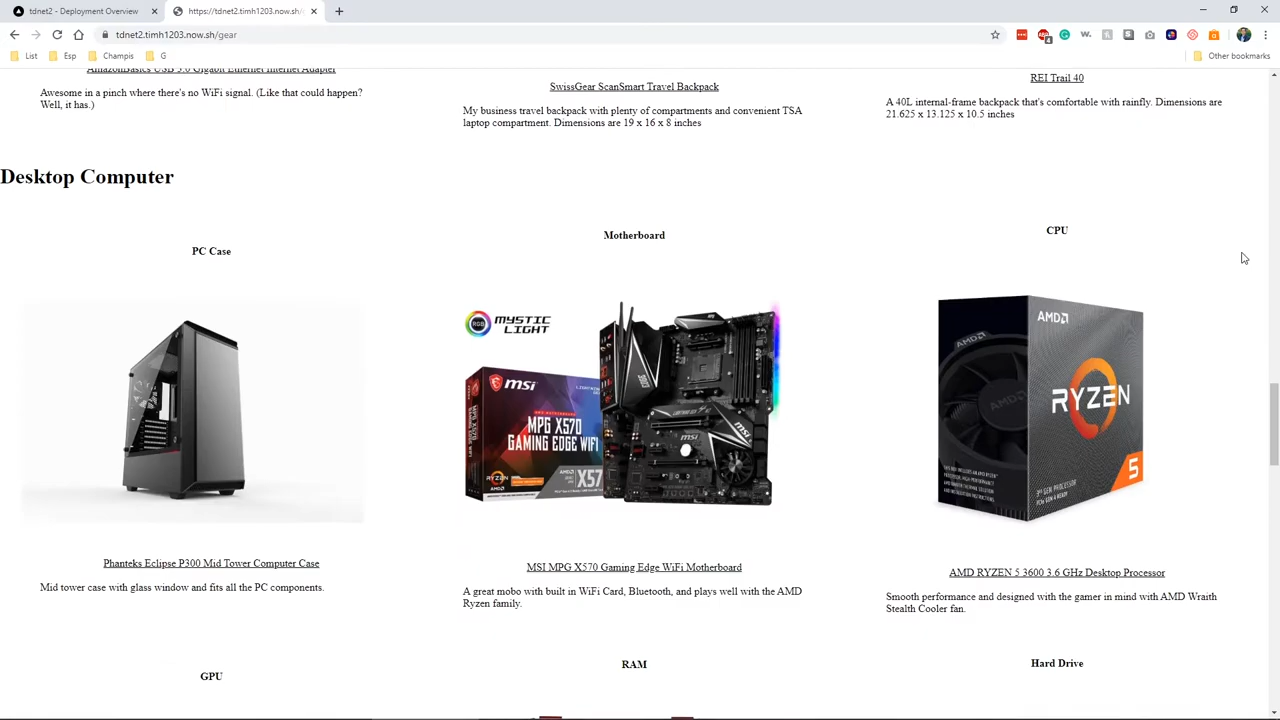 tdnet2 - Deployment Overview
https://tdnet2.timh1203.now.sh/
tdnet2.timh1203.now.sh/gear
List
Esp
Champis
G
Other bookmarks
AmazonBasics USB 3.0 Gigabit Ethernet Internet Adapter
Awesome in a pinch where there's no WiFi signal. (Like that could happen?
Well, it has.)
SwissGear ScanSmart Travel Backpack
My business travel backpack with plenty of compartments and convenient TSA
laptop compartment. Dimensions are 19 x 16 x 8 inches
REI Trail 40
A 40L internal-frame backpack that's comfortable with rainfly. Dimensions are
21.625 x 13.125 x 10.5 inches
Desktop Computer
PC Case
Motherboard
CPU
RGB
MYSTIC
LIGHT
msi
MPG X570
GAMING EDGE WIFI
RYZEN
X57
msi
msi
AMD
AMD
RYZEN
5
3RD GEN PROCESSOR
Phanteks Eclipse P300 Mid Tower Computer Case
Mid tower case with glass window and fits all the PC components.
MSI MPG X570 Gaming Edge WiFi Motherboard
A great mobo with built in WiFi Card, Bluetooth, and plays well with the AMD
Ryzen family.
AMD RYZEN 5 3600 3.6 GHz Desktop Processor
Smooth performance and designed with the gamer in mind with AMD Wraith
Stealth Cooler fan.
GPU
RAM
Hard Drive